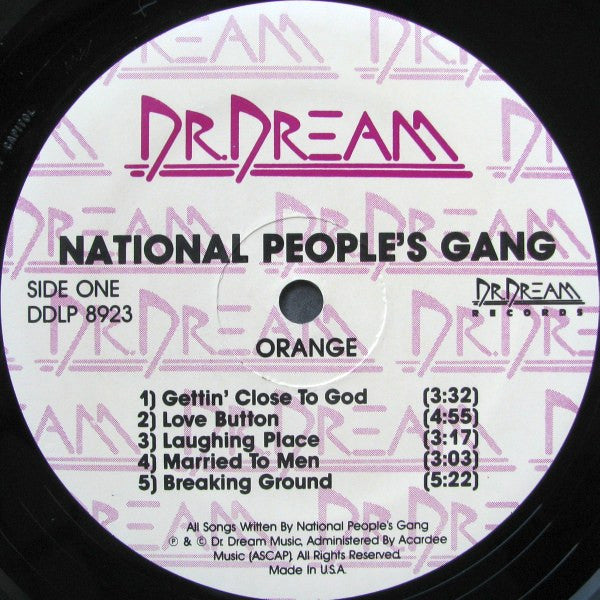 DR. DREAM
NATIONAL PEOPLE'S GANG
SIDE ONE
DDLP 8923
DR. DREAM
RECORDS
ORANGE
1) Gettin' Close To God (3:32)
2) Love Button (4:55)
3) Laughing Place (3:17)
4) Married To Men (3:03)
5) Breaking Ground (5:22)
All Songs Written By National People's Gang
℗ & © Dr. Dream Music, Administered By Acardee
Music (ASCAP). All Rights Reserved.
Made In U.S.A.